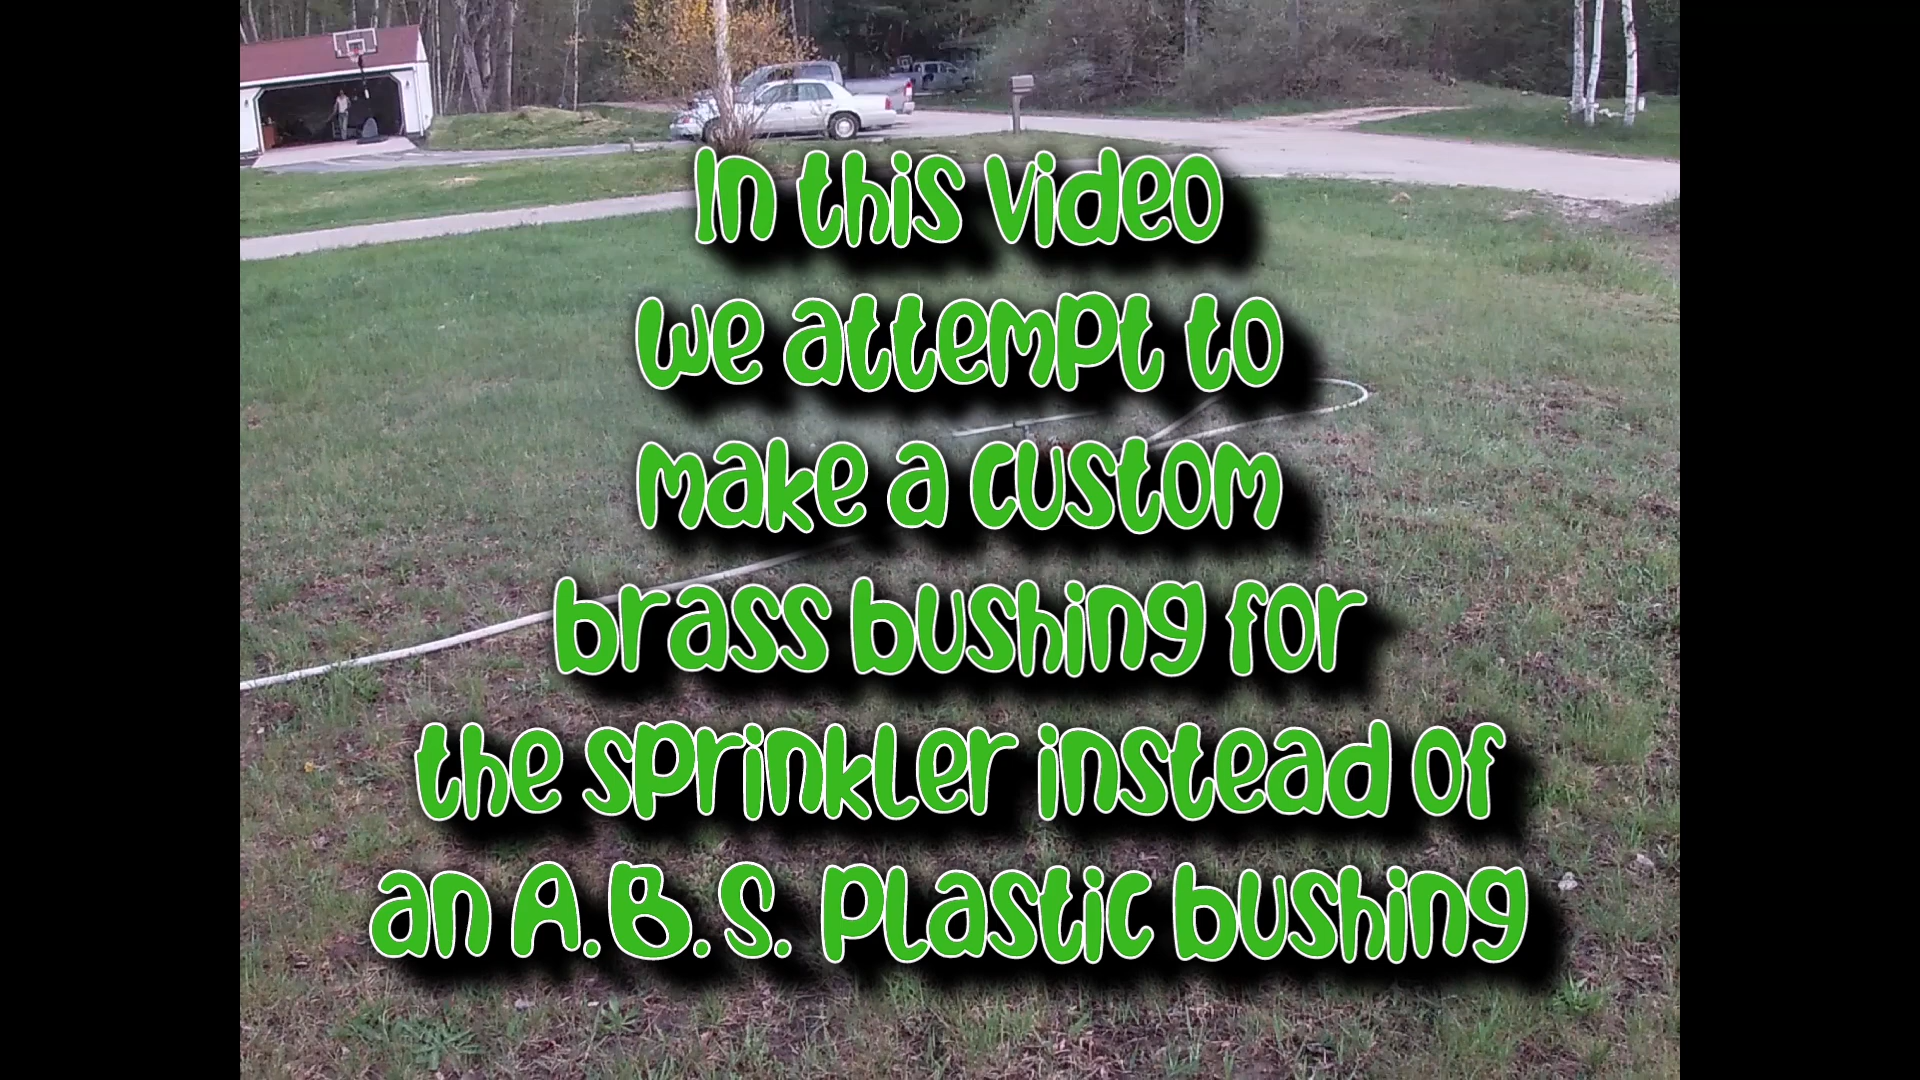 In this video
we attempt to
make a custom
brass bushing for
the sprinkler instead of
an A.B.S. plastic bushing